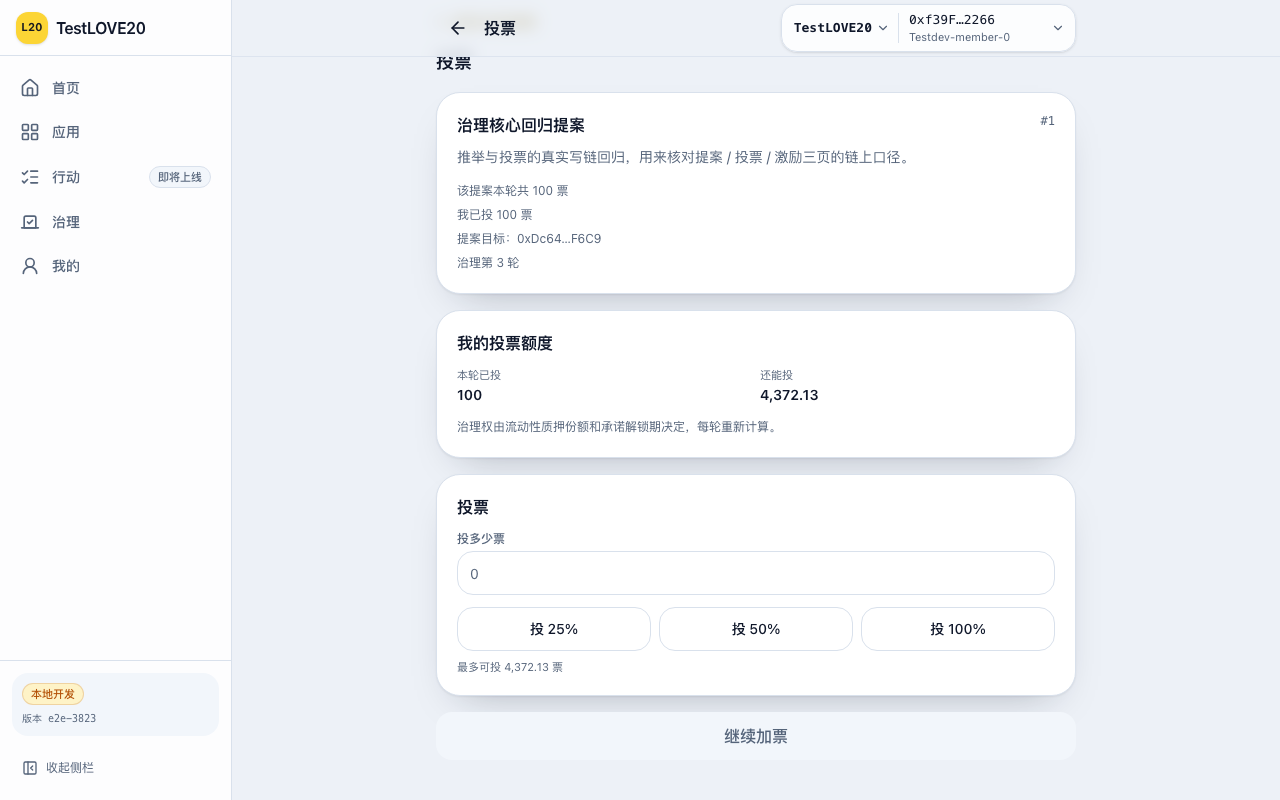 L20
TestLOVE20
首页
应用
行动
即将上线
治理
我的
本地开发
版本 e2e-3823
收起侧栏
投票
TestLOVE20
0xf39F…2266
Testdev-member-0
投票
治理核心回归提案
#1
推举与投票的真实写链回归，用来核对提案 / 投票 / 激励三页的链上口径。
该提案本轮共 100 票
我已投 100 票
提案目标：0xDc64…F6C9
治理第 3 轮
我的投票额度
本轮已投
还能投
100
4,372.13
治理权由流动性质押份额和承诺解锁期决定，每轮重新计算。
投票
投多少票
0
投 25%
投 50%
投 100%
最多可投 4,372.13 票
继续加票